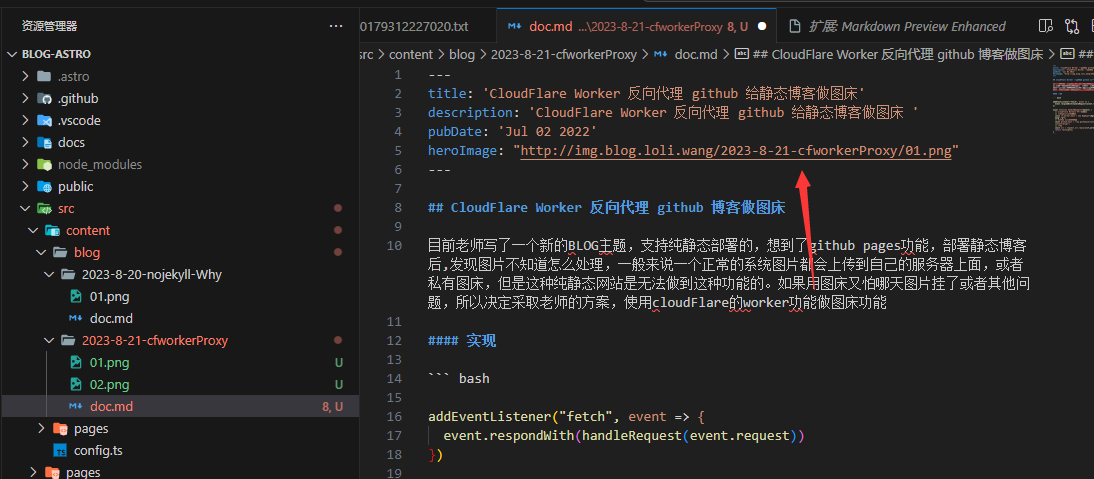 资源管理器
···
BLOG-ASTRO
.astro
.github
.vscode
docs
node_modules
public
src
content
blog
2023-8-20-nojekyll-Why
01.png
doc.md
2023-8-21-cfworkerProxy
01.png U
02.png U
doc.md 8, U
pages
config.ts
pages
0179312227020.txt
doc.md ...\2023-8-21-cfworkerProxy 8, U
扩展: Markdown Preview Enhanced
src > content > blog > 2023-8-21-cfworkerProxy > doc.md > ## CloudFlare Worker 反向代理 github 博客做图床 > ##
1 ---
2 title: 'CloudFlare Worker 反向代理 github 给静态博客做图床'
3 description: 'CloudFlare Worker 反向代理 github 给静态博客做图床 '
4 pubDate: 'Jul 02 2022'
5 heroImage: "http://img.blog.loli.wang/2023-8-21-cfworkerProxy/01.png"
6 ---
7
8 ## CloudFlare Worker 反向代理 github 博客做图床
9
10 目前老师写了一个新的BLOG主题，支持纯静态部署的，想到了github pages功能，部署静态博客
后,发现图片不知道怎么处理，一般来说一个正常的系统图片都会上传到自己的服务器上面，或者
私有图床，但是这种纯静态网站是无法做到这种功能的。如果用图床又怕哪天图片挂了或者其他问
题，所以决定采取老师的方案，使用cloudFlare的worker功能做图床功能
11
12 #### 实现
13
14 ``` bash
15
16 addEventListener("fetch", event => {
17 event.respondWith(handleRequest(event.request))
18 })
19